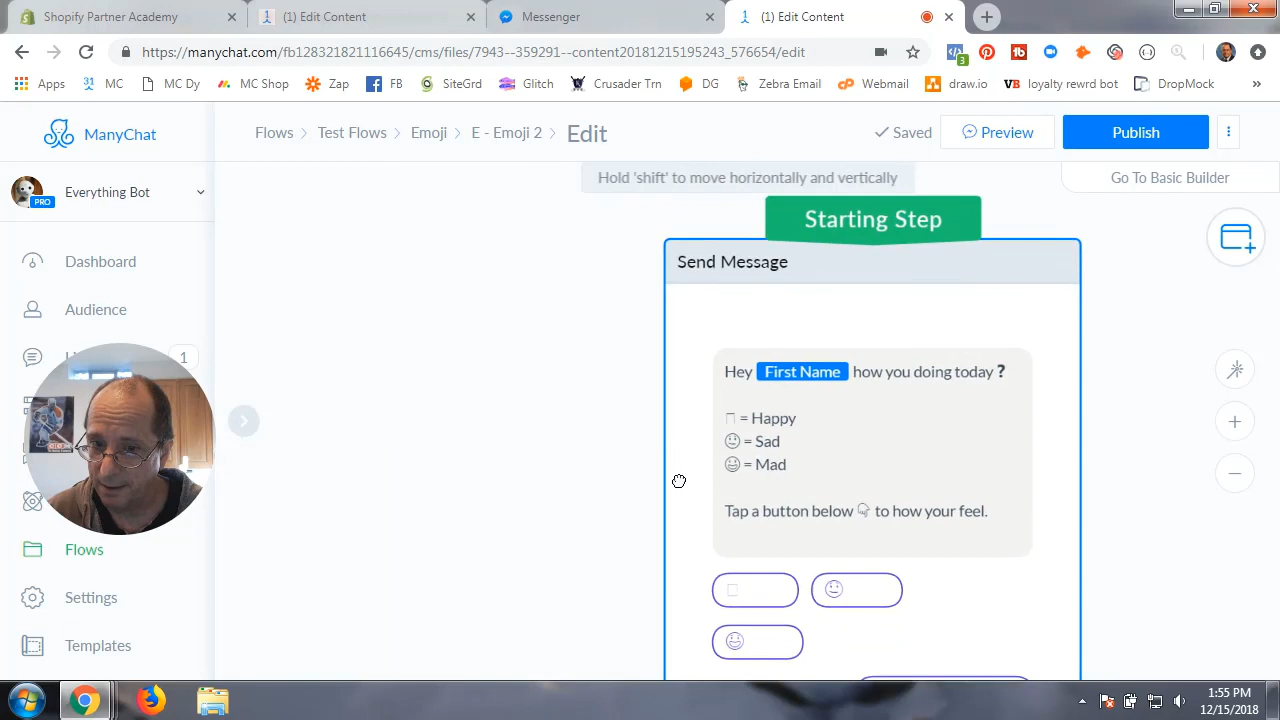 Shopify Partner Academy
(1) Edit Content
Messenger
(1) Edit Content
https://manychat.com/fb128321821116645/cms/files/7943--359291--content20181215195243_576654/edit
3
Apps
31
MC
MC Dy
MC Shop
Zap
FB
SiteGrd
Glitch
Crusader Trn
DG
Zebra Email
Webmail
draw.io
VB
loyalty rewrd bot
DropMock
»
ManyChat
Flows > Test Flows > Emoji > E - Emoji 2 > Edit
Saved
Preview
Publish
Hold 'shift' to move horizontally and vertically
Go To Basic Builder
Everything Bot
PRO
Dashboard
Audience
1
Flows
Settings
Templates
Starting Step
Send Message
Hey First Name how you doing today ?
= Happy
= Sad
= Mad
Tap a button below 👇 to how your feel.
1:55 PM
12/15/2018